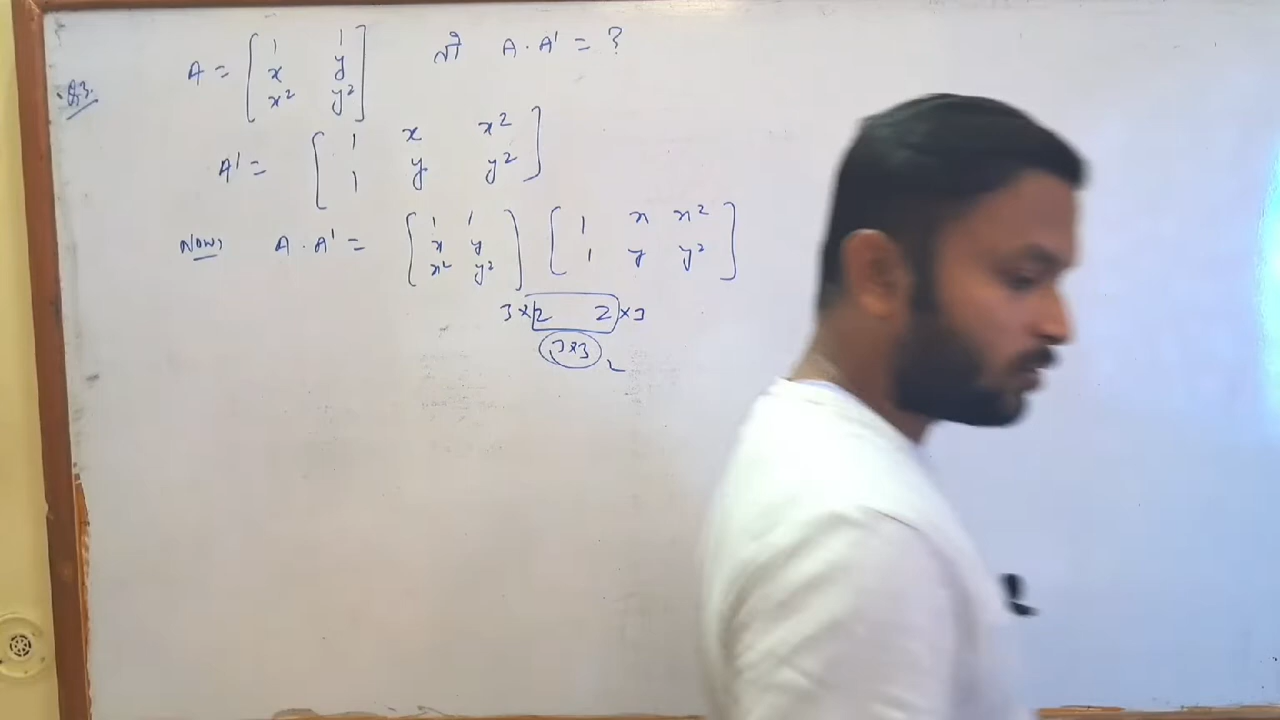 Q3. A = [ 1 1 तो A · A' = ?
x y
x² y² ]
A' = [ 1 x x²
1 y y² ]
Now, A · A' = [ 1 1 ] [ 1 x x²
x y 1 y y² ]
x² y²
3×2 2×3
3×3